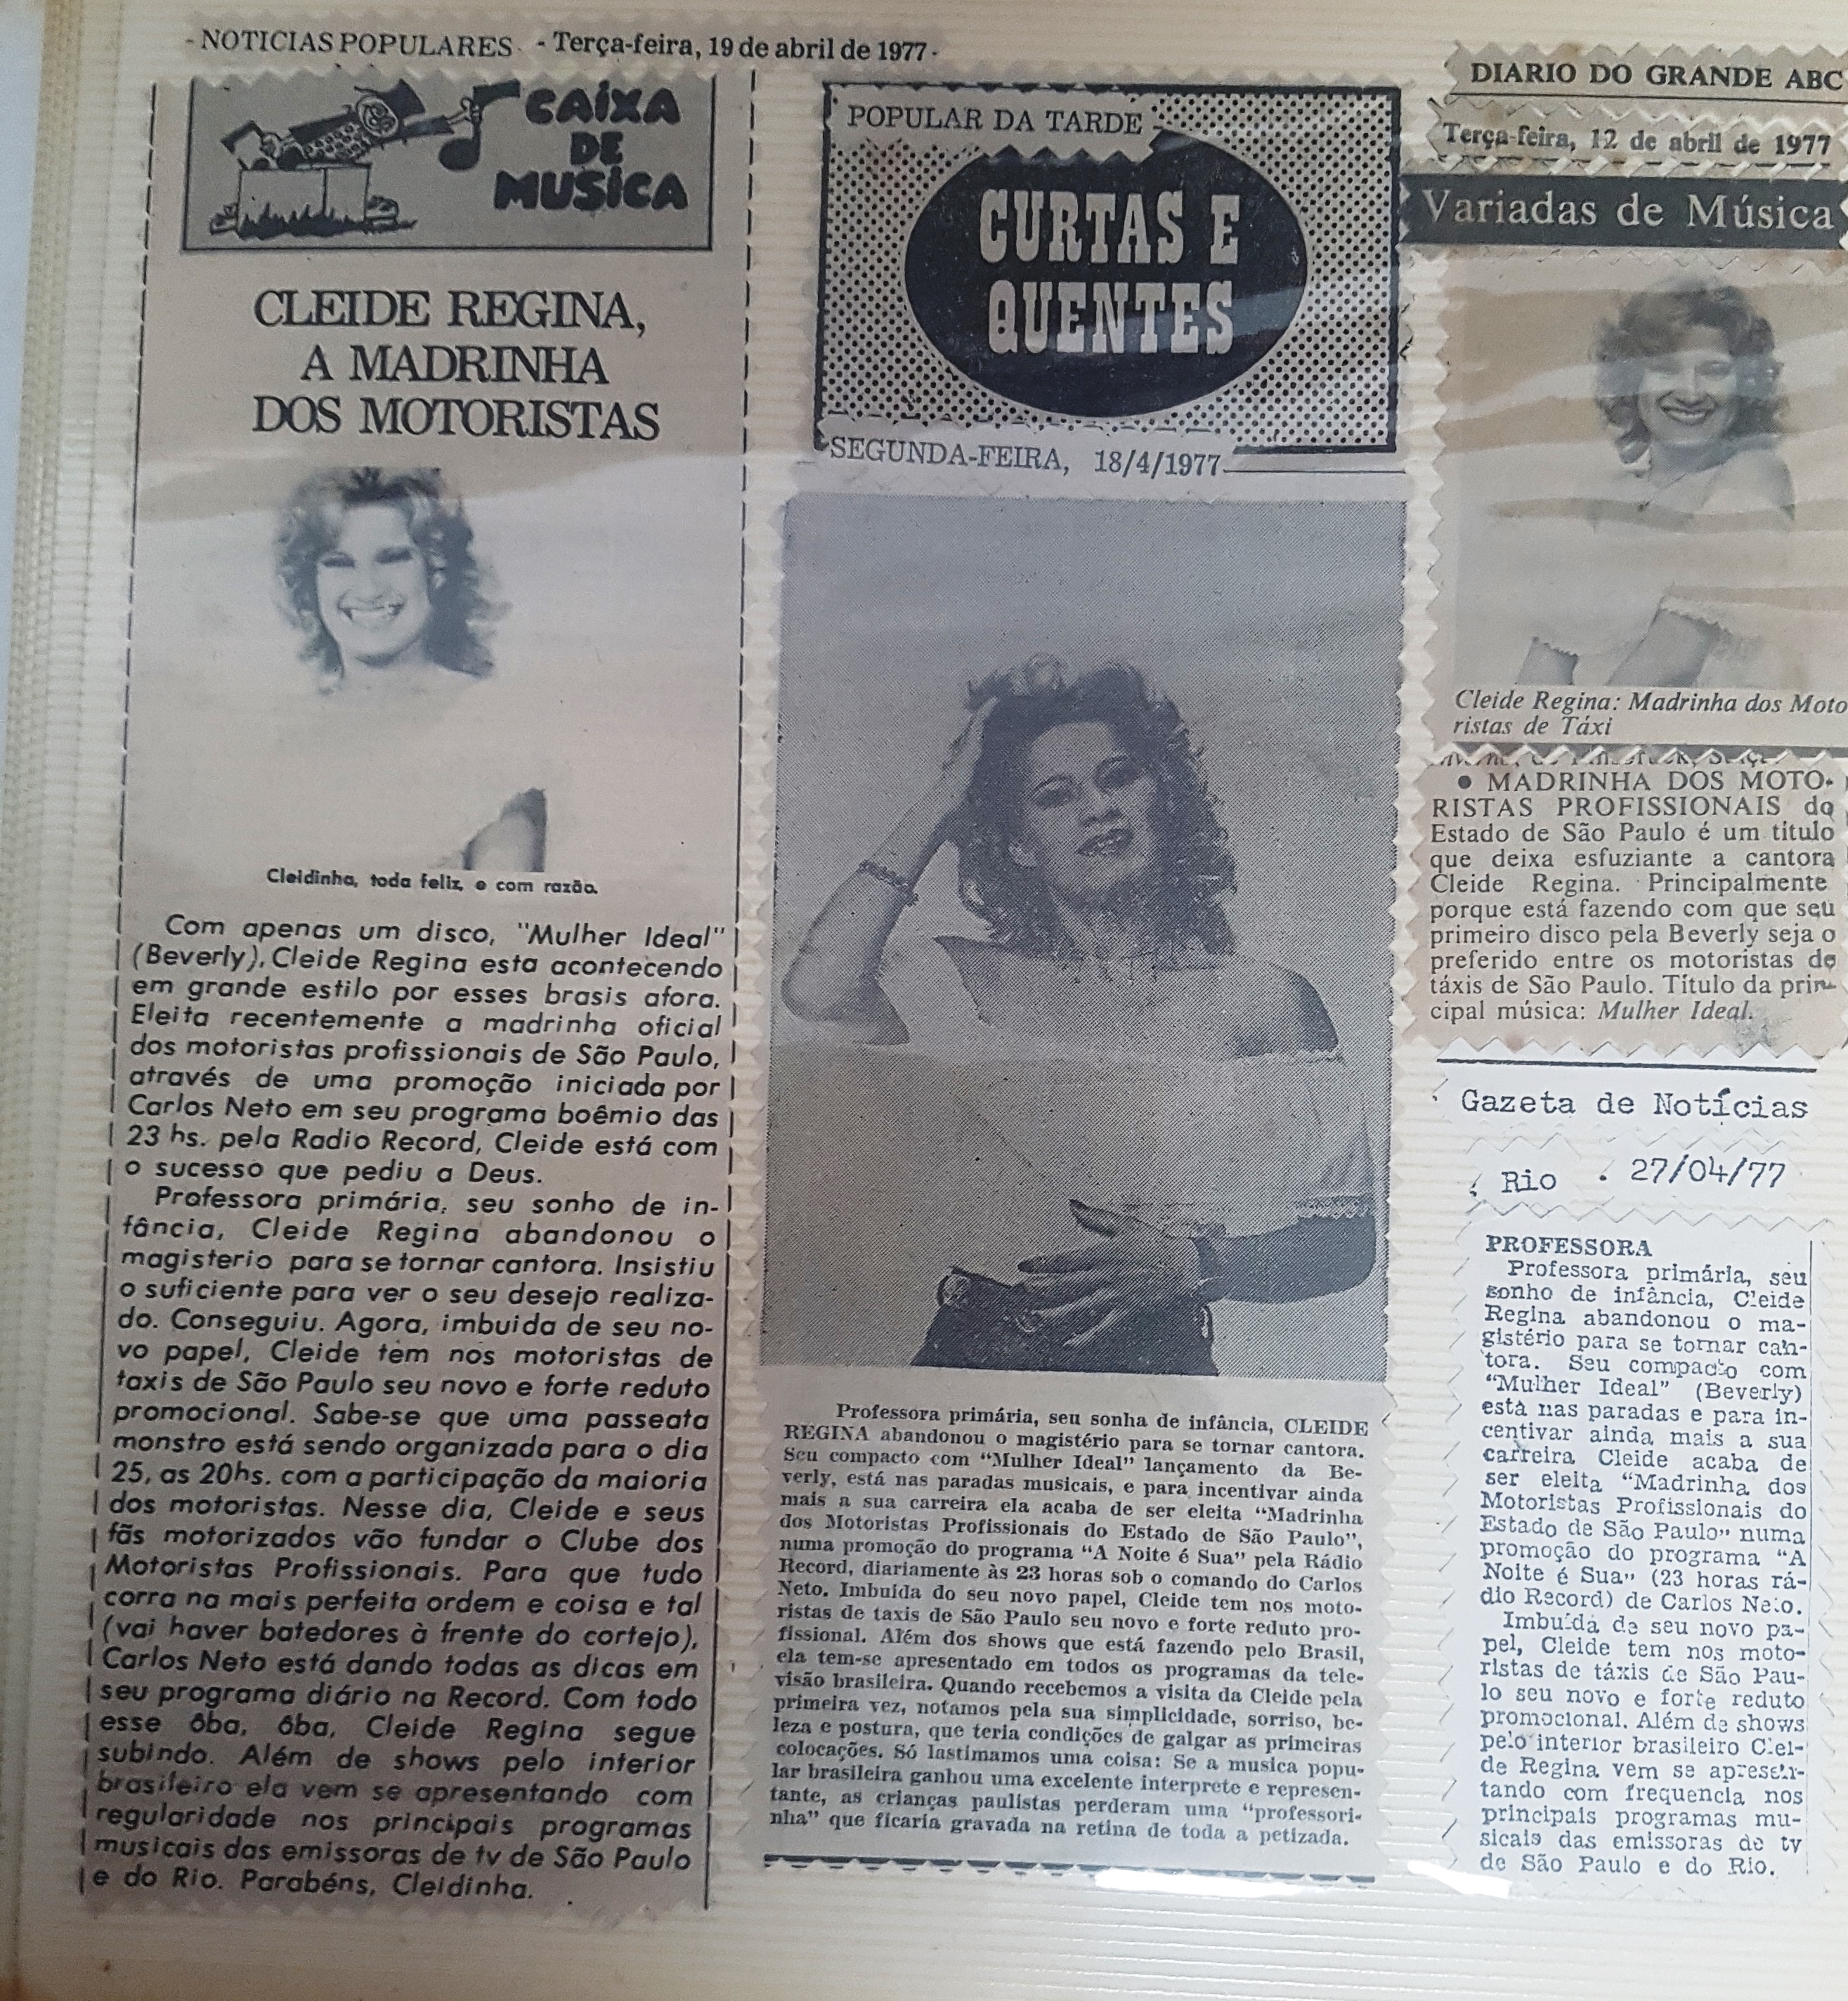 - NOTICIAS POPULARES - Terça-feira, 19 de abril de 1977 -
CAIXA
DE
MUSICA
CLEIDE REGINA,
A MADRINHA
DOS MOTORISTAS
Cleidinha, toda feliz, e com razão.
Com apenas um disco, "Mulher Ideal"
(Beverly), Cleide Regina esta acontecendo
em grande estilo por esses brasis afora.
Eleita recentemente a madrinha oficial
dos motoristas profissionais de São Paulo,
através de uma promoção iniciada por
Carlos Neto em seu programa boêmio das
23 hs. pela Radio Record, Cleide está com
o sucesso que pediu a Deus.
Professora primária, seu sonho de in-
fância, Cleide Regina abandonou o
magisterio para se tornar cantora. Insistiu
o suficiente para ver o seu desejo realiza-
do. Conseguiu. Agora, imbuida de seu no-
vo papel, Cleide tem nos motoristas de
taxis de São Paulo seu novo e forte reduto
promocional. Sabe-se que uma passeata
monstro está sendo organizada para o dia
25, as 20hs. com a participação da maioria
dos motoristas. Nesse dia, Cleide e seus
fãs motorizados vão fundar o Clube dos
Motoristas Profissionais. Para que tudo
corra na mais perfeita ordem e coisa e tal
(vai haver batedores à frente do cortejo),
Carlos Neto está dando todas as dicas em
seu programa diário na Record. Com todo
esse ôba, ôba, Cleide Regina segue
subindo. Além de shows pelo interior
brasileiro ela vem se apresentando com
regularidade nos principais programas
musicais das emissoras de tv de São Paulo
e do Rio. Parabéns, Cleidinha.
POPULAR DA TARDE -
CURTAS E
QUENTES
SEGUNDA-FEIRA, 18/4/1977
Professora primária, seu sonha de infância, CLEIDE
REGINA abandonou o magistério para se tornar cantora.
Seu compacto com "Mulher Ideal" lançamento da Be-
verly, está nas paradas musicais, e para incentivar ainda
mais a sua carreira ela acaba de ser eleita "Madrinha
dos Motoristas Profissionais do Estado de São Paulo",
numa promoção do programa "A Noite é Sua" pela Rádio
Record, diariamente às 23 horas sob o comando do Carlos
Neto. Imbuída do seu novo papel, Cleide tem nos moto-
ristas de taxis de São Paulo seu novo e forte reduto pro-
fissional. Além dos shows que está fazendo pelo Brasil,
ela tem-se apresentado em todos os programas da tele-
visão brasileira. Quando recebemos a visita da Cleide pela
primeira vez, notamos pela sua simplicidade, sorriso, be-
leza e postura, que teria condições de galgar as primeiras
colocações. Só lastimamos uma coisa: Se a musica popu-
lar brasileira ganhou uma excelente interprete e represen-
tante, as crianças paulistas perderam uma "professori-
nha" que ficaria gravada na retina de toda a petizada.
DIARIO DO GRANDE ABC
Terça-feira, 12 de abril de 1977
Variadas de Música
Cleide Regina: Madrinha dos Moto
ristas de Táxi
• MADRINHA DOS MOTO-
RISTAS PROFISSIONAIS do
Estado de São Paulo é um título
que deixa esfuziante a cantora
Cleide Regina. Principalmente
porque está fazendo com que seu
primeiro disco pela Beverly seja o
preferido entre os motoristas de
táxis de São Paulo. Título da prin-
cipal música: Mulher Ideal.
Gazeta de Notícias
Rio . 27/04/77
PROFESSORA
Professora primária, seu
sonho de infância, Cleide
Regina abandonou o ma-
gistério para se tornar can-
tora. Seu compacto com
"Mulher Ideal" (Beverly)
está nas paradas e para in-
centivar ainda mais a sua
carreira Cleide acaba de
ser eleita "Madrinha dos
Motoristas Profissionais do
Estado de São Paulo" numa
promoção do programa "A
Noite é Sua" (23 horas rá-
dio Record) de Carlos Neto.
Imbuída de seu novo pa-
pel, Cleide tem nos moto-
ristas de táxis de São Pau-
lo seu novo e forte reduto
promocional. Além de shows
pelo interior brasileiro Clei-
de Regina vem se apresen-
tando com frequencia nos
principais programas mu-
sicais das emissoras de tv
de São Paulo e do Rio.